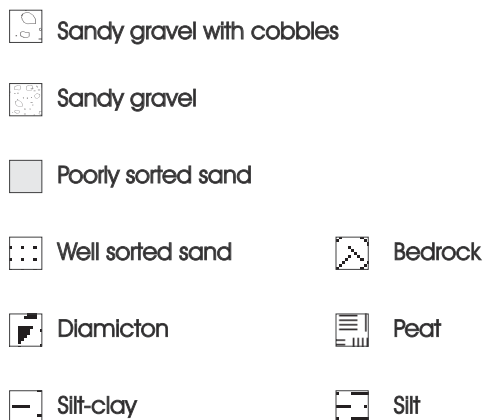 Sandy gravel with cobbles
Sandy gravel
Poorly sorted sand
Well sorted sand
Bedrock
Diamicton
Peat
Silt-clay
Silt